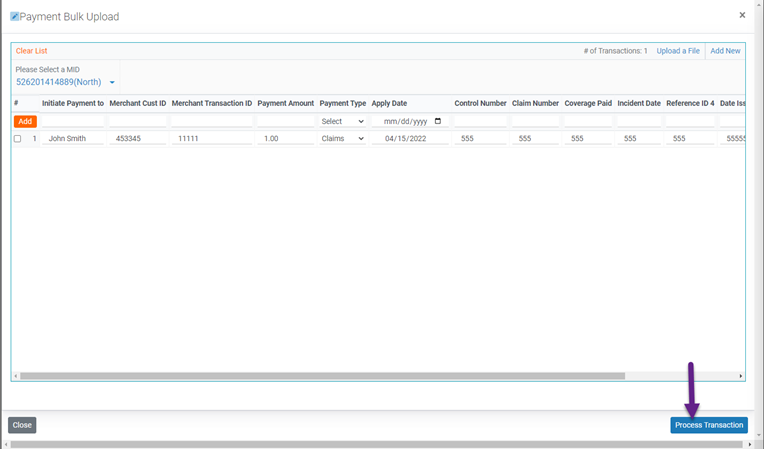 Payment Bulk Upload ×
Clear List # of Transactions: 1 Upload a File Add New
Please Select a MID
526201414889(North)
# Initiate Payment to Merchant Cust ID Merchant Transaction ID Payment Amount Payment Type Apply Date Control Number Claim Number Coverage Paid Incident Date Reference ID 4 Date Iss
Add Select mm/dd/yyyy
1 John Smith 453345 11111 1.00 Claims 04/15/2022 555 555 555 555 555 55555
Close Process Transaction